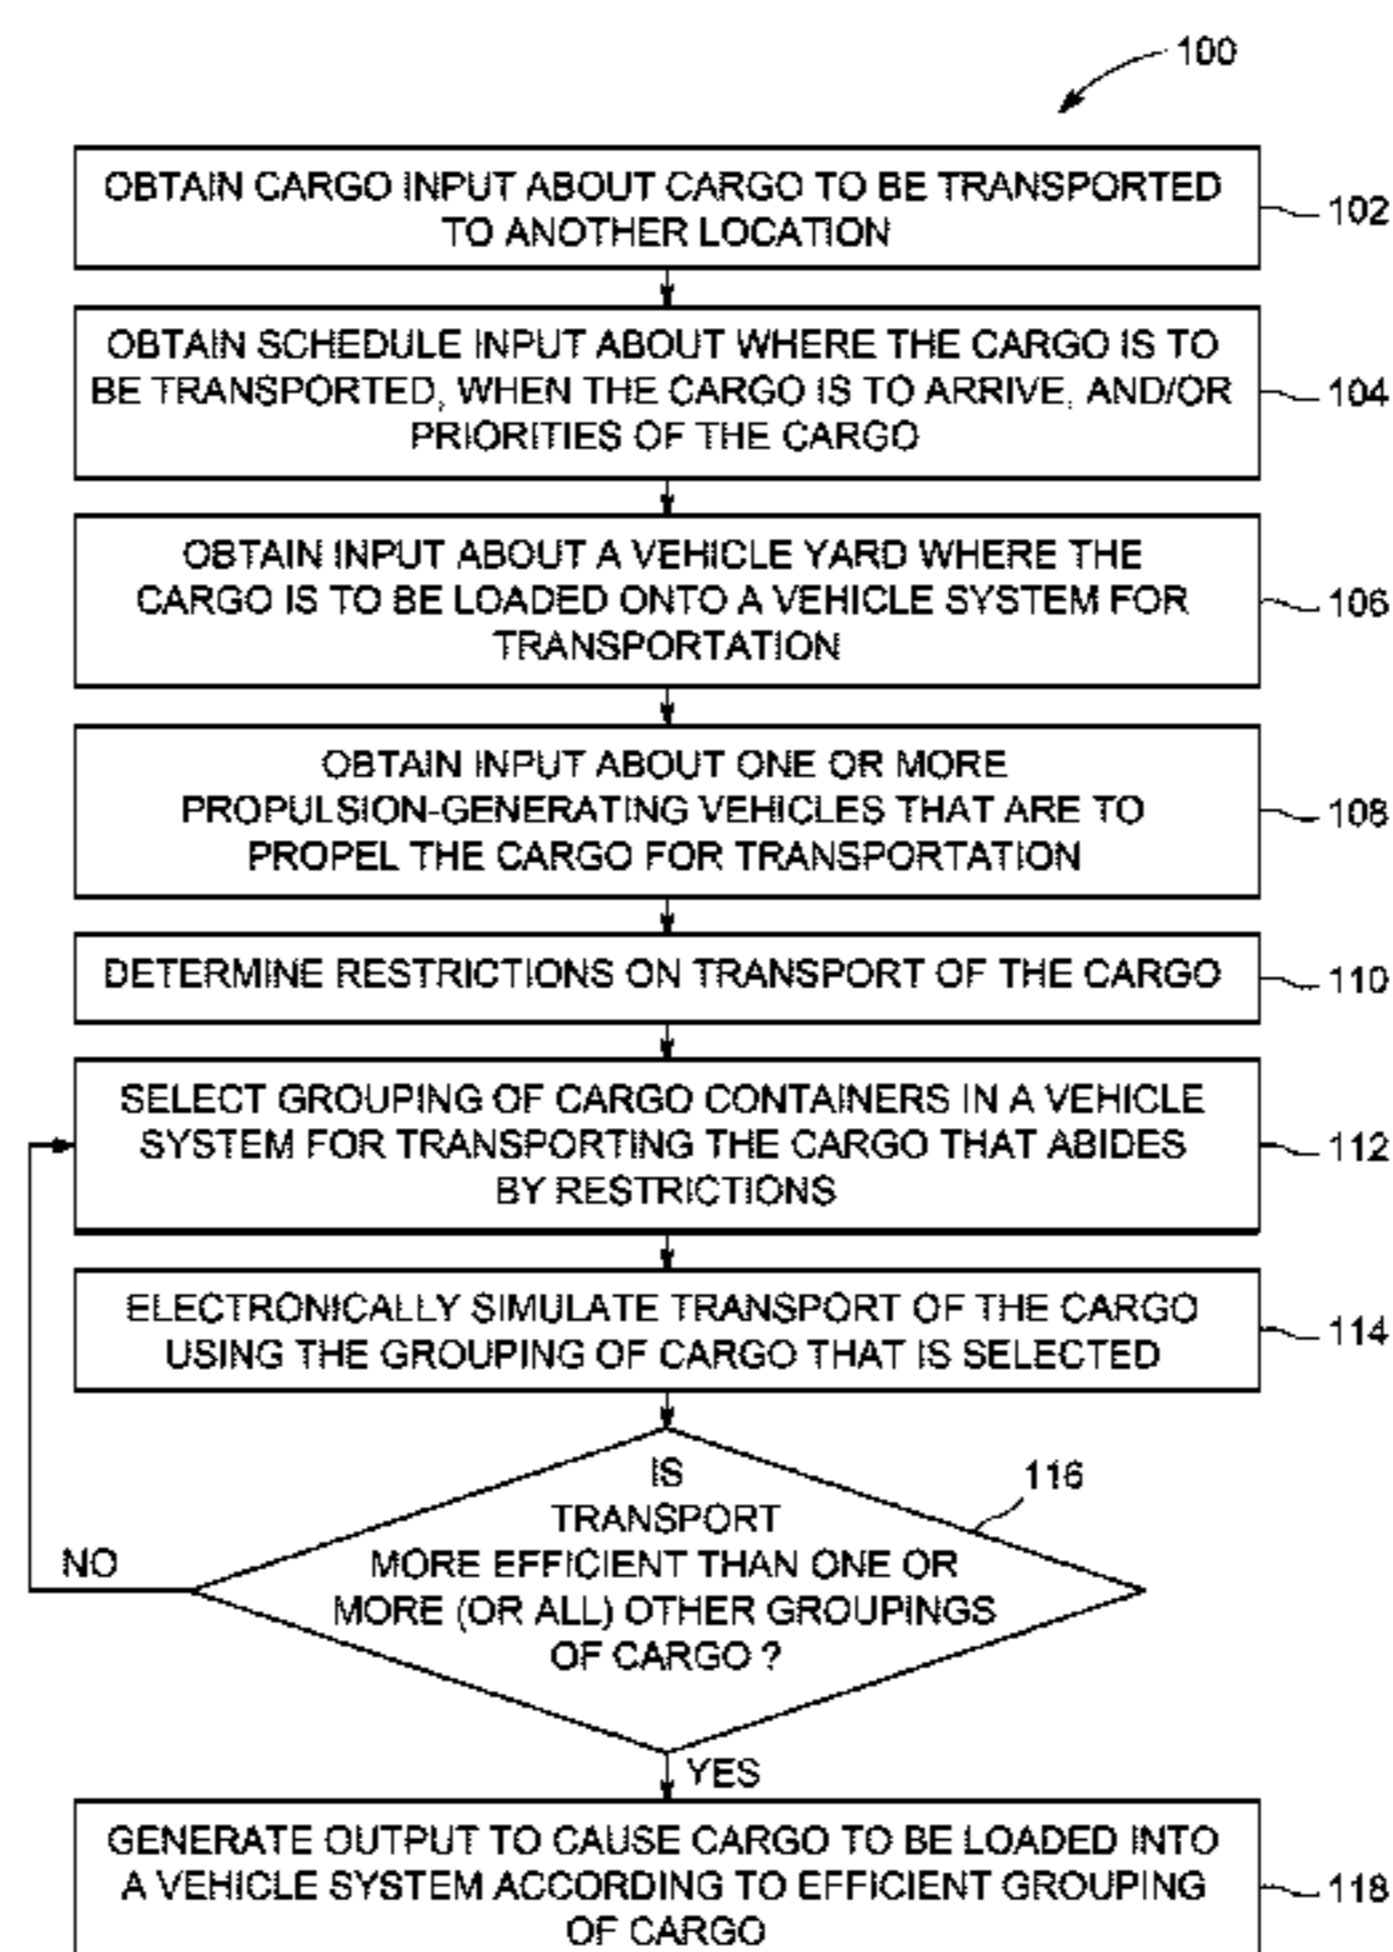 100
OBTAIN CARGO INPUT ABOUT CARGO TO BE TRANSPORTED
TO ANOTHER LOCATION
102
OBTAIN SCHEDULE INPUT ABOUT WHERE THE CARGO IS TO
BE TRANSPORTED, WHEN THE CARGO IS TO ARRIVE, AND/OR
PRIORITIES OF THE CARGO
104
OBTAIN INPUT ABOUT A VEHICLE YARD WHERE THE
CARGO IS TO BE LOADED ONTO A VEHICLE SYSTEM FOR
TRANSPORTATION
106
OBTAIN INPUT ABOUT ONE OR MORE
PROPULSION-GENERATING VEHICLES THAT ARE TO
PROPEL THE CARGO FOR TRANSPORTATION
108
DETERMINE RESTRICTIONS ON TRANSPORT OF THE CARGO
110
SELECT GROUPING OF CARGO CONTAINERS IN A VEHICLE
SYSTEM FOR TRANSPORTING THE CARGO THAT ABIDES
BY RESTRICTIONS
112
ELECTRONICALLY SIMULATE TRANSPORT OF THE CARGO
USING THE GROUPING OF CARGO THAT IS SELECTED
114
IS
TRANSPORT
MORE EFFICIENT THAN ONE OR
MORE (OR ALL) OTHER GROUPINGS
OF CARGO ?
116
NO
YES
GENERATE OUTPUT TO CAUSE CARGO TO BE LOADED INTO
A VEHICLE SYSTEM ACCORDING TO EFFICIENT GROUPING
OF CARGO
118